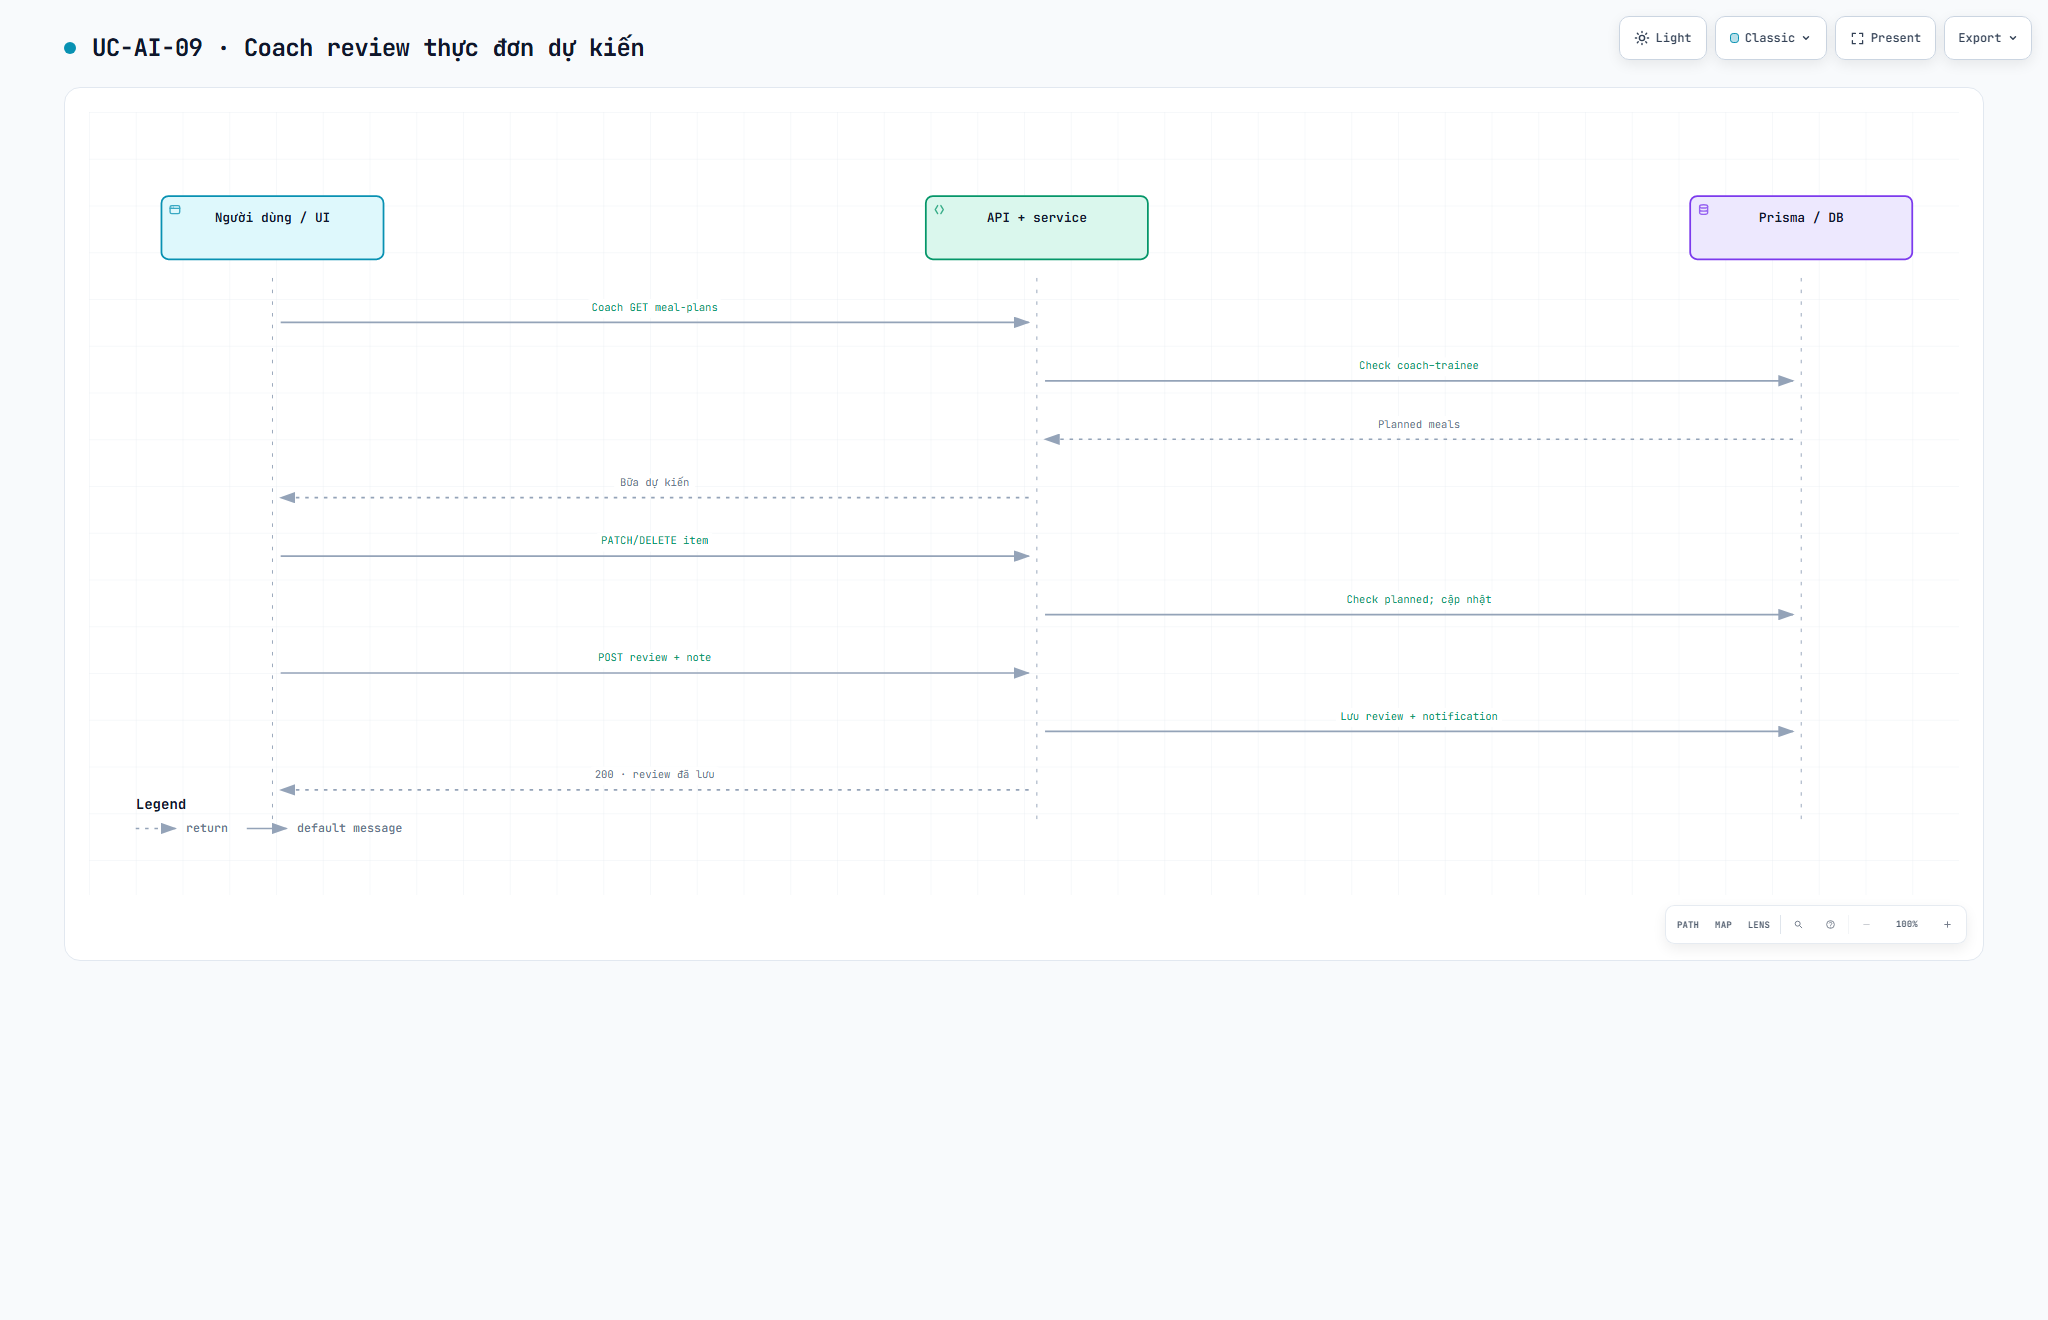 UC-AI-09 · Coach review thực đơn dự kiến
Light
Classic
Present
Export
Người dùng / UI
API + service
Prisma / DB
Coach GET meal-plans
Check coach-trainee
Planned meals
Bữa dự kiến
PATCH/DELETE item
Check planned; cập nhật
POST review + note
Lưu review + notification
200 · review đã lưu
Legend
return
default message
PATH
MAP
LENS
100%